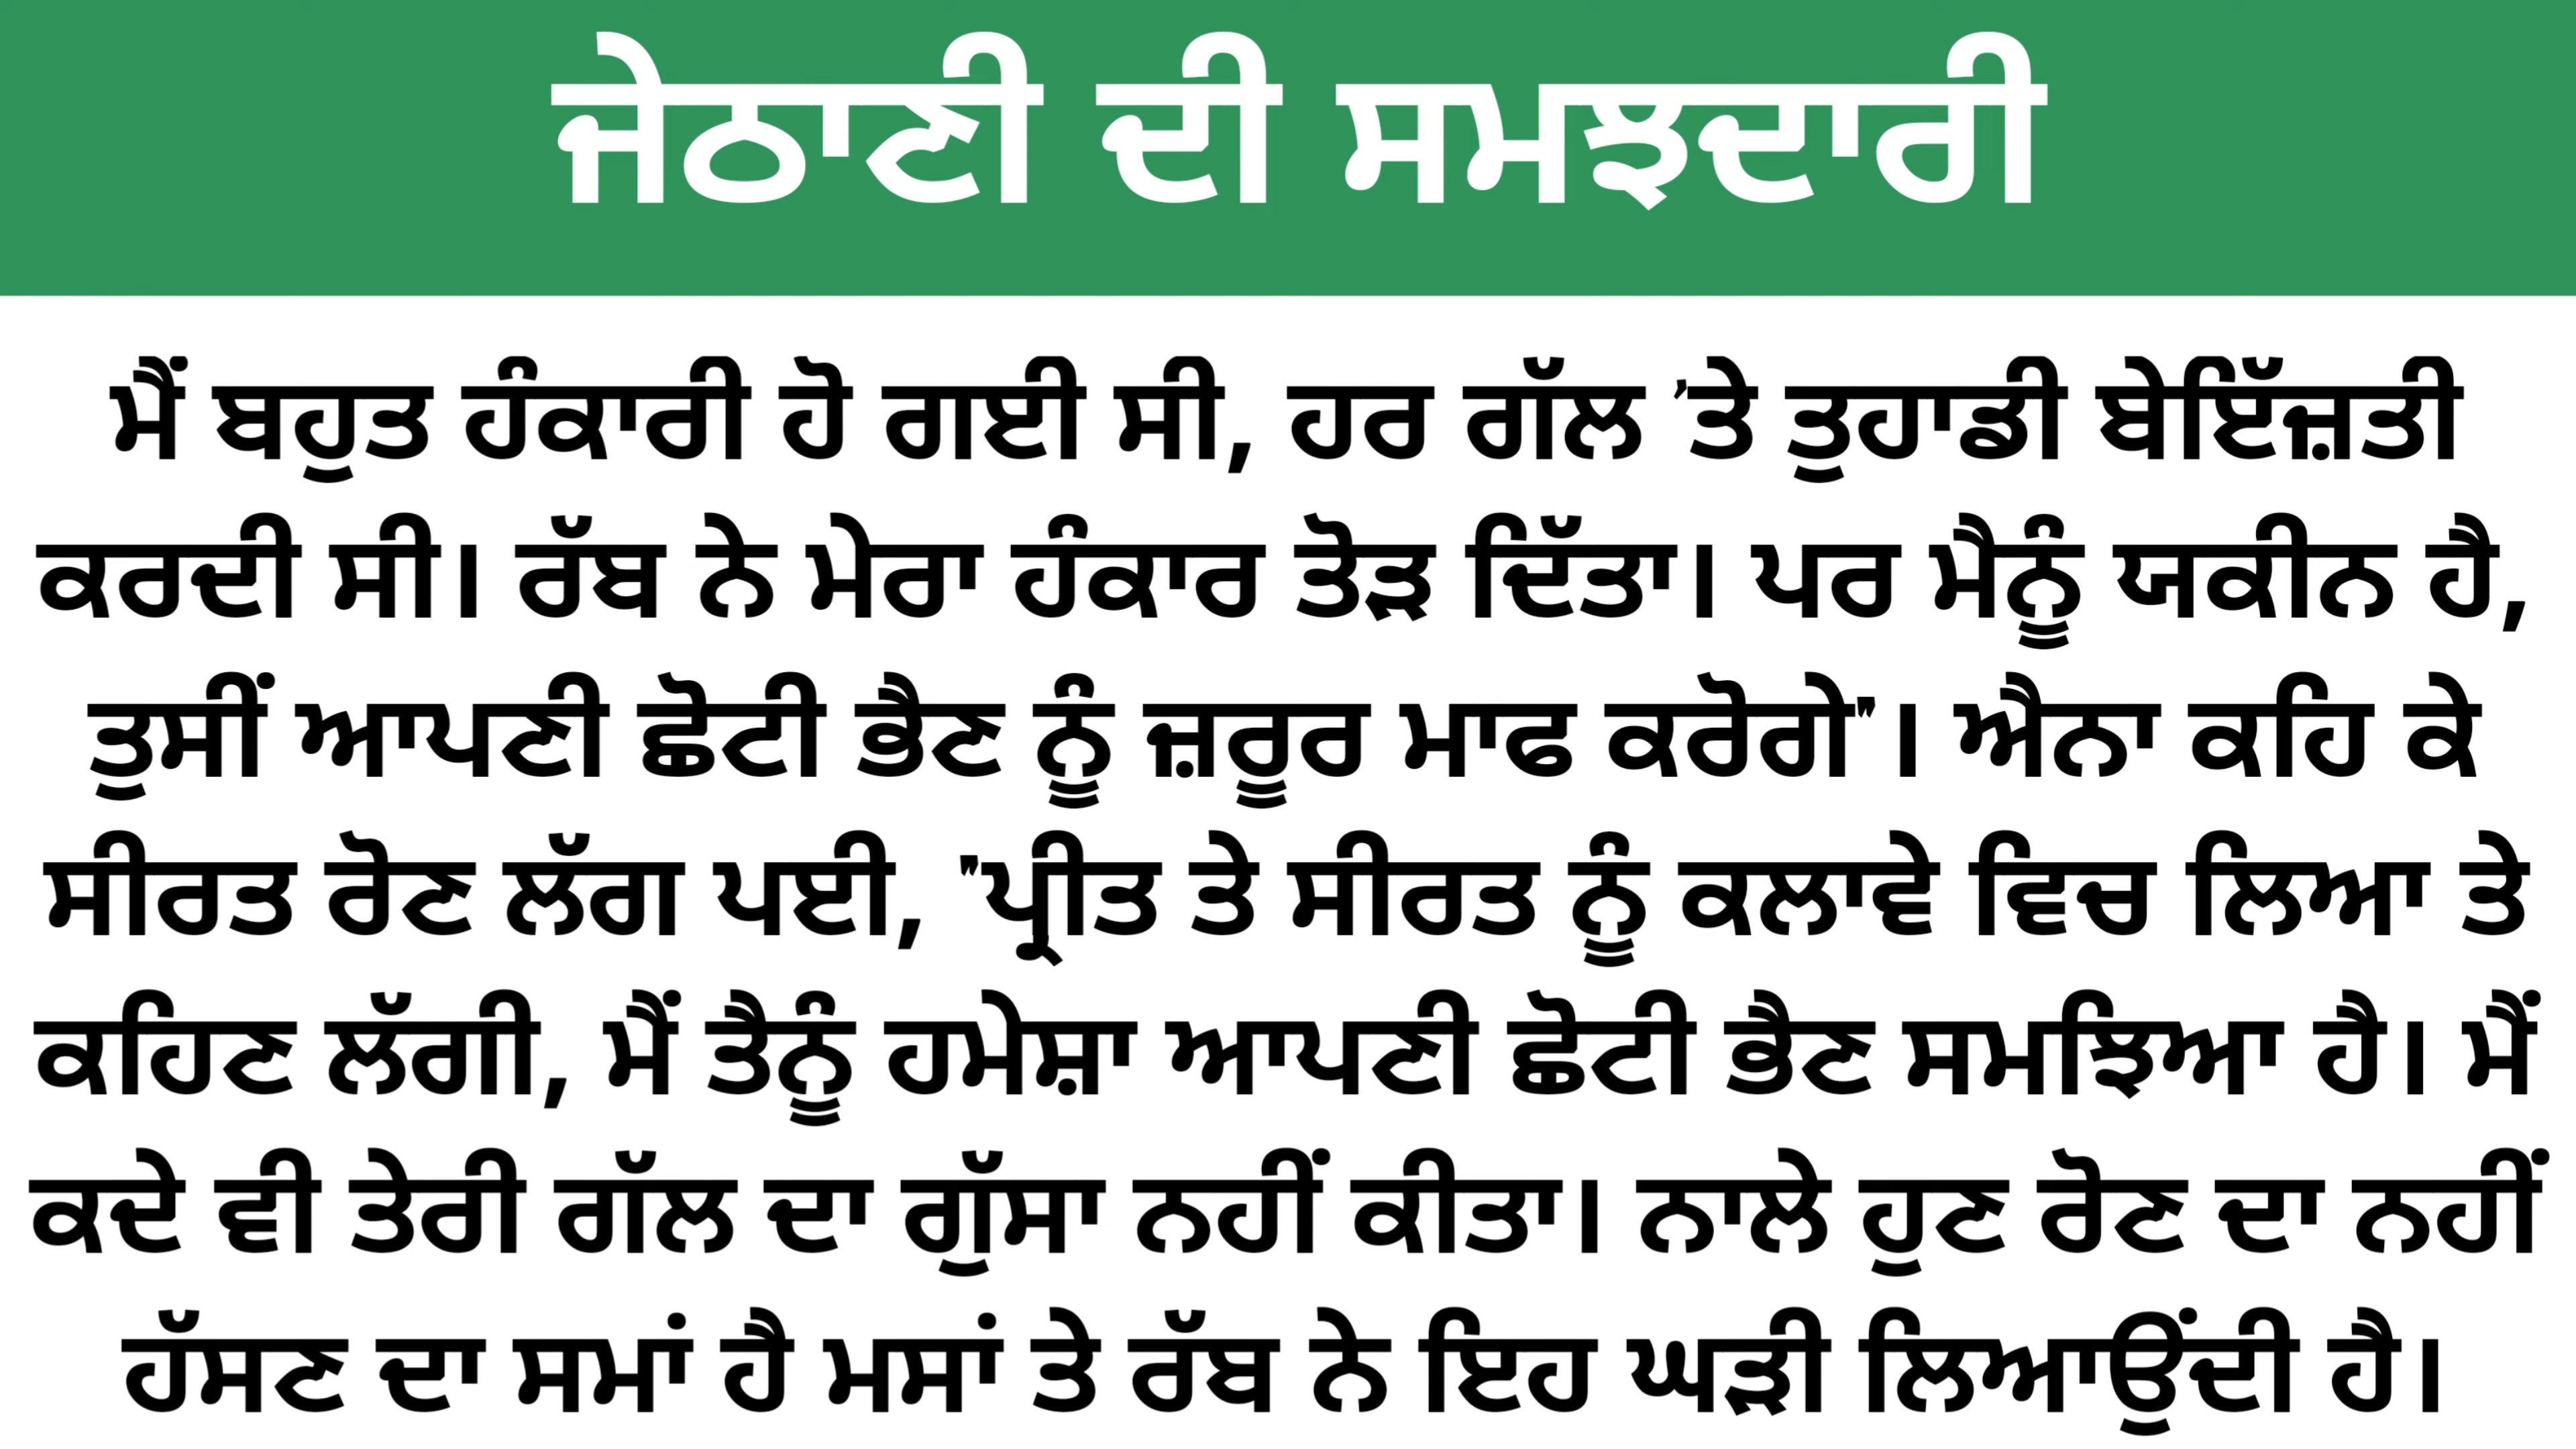 ਜੇਠਾਣੀ ਦੀ ਸਮਝਦਾਰੀ
ਮੈਂ ਬਹੁਤ ਹੰਕਾਰੀ ਹੋ ਗਈ ਸੀ, ਹਰ ਗੱਲ ’ਤੇ ਤੁਹਾਡੀ ਬੇਇੱਜ਼ਤੀ
ਕਰਦੀ ਸੀ। ਰੱਬ ਨੇ ਮੇਰਾ ਹੰਕਾਰ ਤੋੜ ਦਿੱਤਾ। ਪਰ ਮੈਨੂੰ ਯਕੀਨ ਹੈ,
ਤੁਸੀਂ ਆਪਣੀ ਛੋਟੀ ਭੈਣ ਨੂੰ ਜ਼ਰੂਰ ਮਾਫ ਕਰੋਗੇ"। ਐਨਾ ਕਹਿ ਕੇ
ਸੀਰਤ ਰੋਣ ਲੱਗ ਪਈ, "ਪ੍ਰੀਤ ਤੇ ਸੀਰਤ ਨੂੰ ਕਲਾਵੇ ਵਿਚ ਲਿਆ ਤੇ
ਕਹਿਣ ਲੱਗੀ, ਮੈਂ ਤੈਨੂੰ ਹਮੇਸ਼ਾ ਆਪਣੀ ਛੋਟੀ ਭੈਣ ਸਮਝਿਆ ਹੈ। ਮੈਂ
ਕਦੇ ਵੀ ਤੇਰੀ ਗੱਲ ਦਾ ਗੁੱਸਾ ਨਹੀਂ ਕੀਤਾ। ਨਾਲੇ ਹੁਣ ਰੋਣ ਦਾ ਨਹੀਂ
ਹੱਸਣ ਦਾ ਸਮਾਂ ਹੈ ਮਸਾਂ ਤੇ ਰੱਬ ਨੇ ਇਹ ਘੜੀ ਲਿਆਉਂਦੀ ਹੈ।